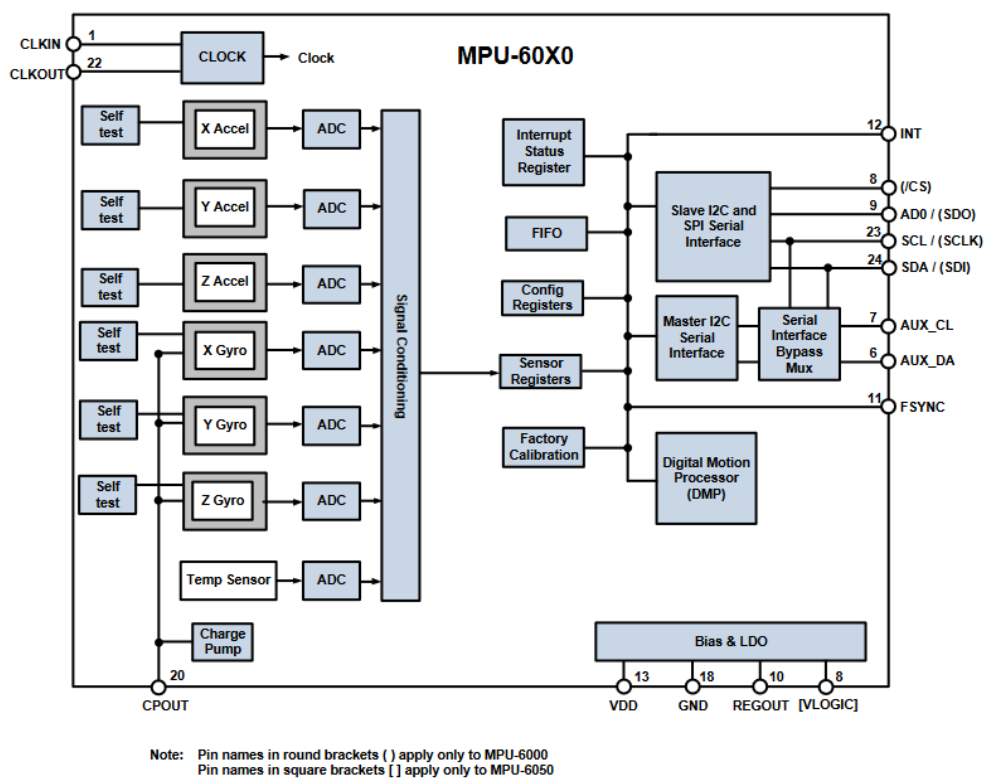 MPU-60X0
CLKIN
1
CLKOUT
22
CLOCK
Clock
Self
test
X Accel
ADC
Self
test
Y Accel
ADC
Self
test
Z Accel
ADC
Self
test
X Gyro
ADC
Self
test
Y Gyro
ADC
Self
test
Z Gyro
ADC
Temp Sensor
ADC
Charge
Pump
20
CPOUT
Signal Conditioning
Interrupt
Status
Register
FIFO
Config
Registers
Sensor
Registers
Factory
Calibration
Slave I2C and
SPI Serial
Interface
Master I2C
Serial
Interface
Serial
Interface
Bypass
Mux
Digital Motion
Processor
(DMP)
12
INT
8
(/CS)
9
AD0 / (SDO)
23
SCL / (SCLK)
24
SDA / (SDI)
7
AUX_CL
6
AUX_DA
11
FSYNC
Bias & LDO
13
VDD
18
GND
10
REGOUT
8
[VLOGIC]
Note: Pin names in round brackets ( ) apply only to MPU-6000
Pin names in square brackets [ ] apply only to MPU-6050